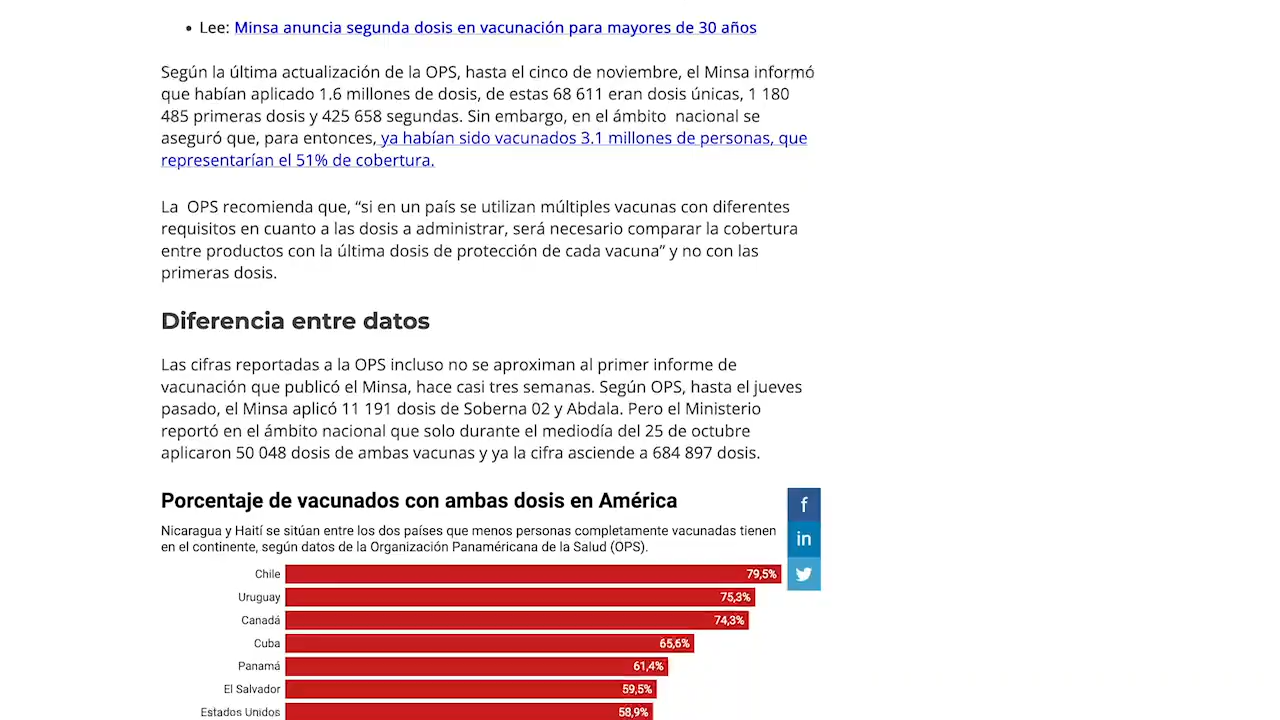 • Lee: Minsa anuncia segunda dosis en vacunación para mayores de 30 años
Según la última actualización de la OPS, hasta el cinco de noviembre, el Minsa informó
que habían aplicado 1.6 millones de dosis, de estas 68 611 eran dosis únicas, 1 180
485 primeras dosis y 425 658 segundas. Sin embargo, en el ámbito  nacional se
aseguró que, para entonces, ya habían sido vacunados 3.1 millones de personas, que
representarían el 51% de cobertura.
La  OPS recomienda que, “si en un país se utilizan múltiples vacunas con diferentes
requisitos en cuanto a las dosis a administrar, será necesario comparar la cobertura
entre productos con la última dosis de protección de cada vacuna” y no con las
primeras dosis.
Diferencia entre datos
Las cifras reportadas a la OPS incluso no se aproximan al primer informe de
vacunación que publicó el Minsa, hace casi tres semanas. Según OPS, hasta el jueves
pasado, el Minsa aplicó 11 191 dosis de Soberna 02 y Abdala. Pero el Ministerio
reportó en el ámbito nacional que solo durante el mediodía del 25 de octubre
aplicaron 50 048 dosis de ambas vacunas y ya la cifra asciende a 684 897 dosis.
Porcentaje de vacunados con ambas dosis en América
Nicaragua y Haití se sitúan entre los dos países que menos personas completamente vacunadas tienen
en el continente, según datos de la Organización Panaméricana de la Salud (OPS).
Chile 79,5%
Uruguay 75,3%
Canadá 74,3%
Cuba 65,6%
Panamá 61,4%
El Salvador 59,5%
Estados Unidos 58,9%
f
in